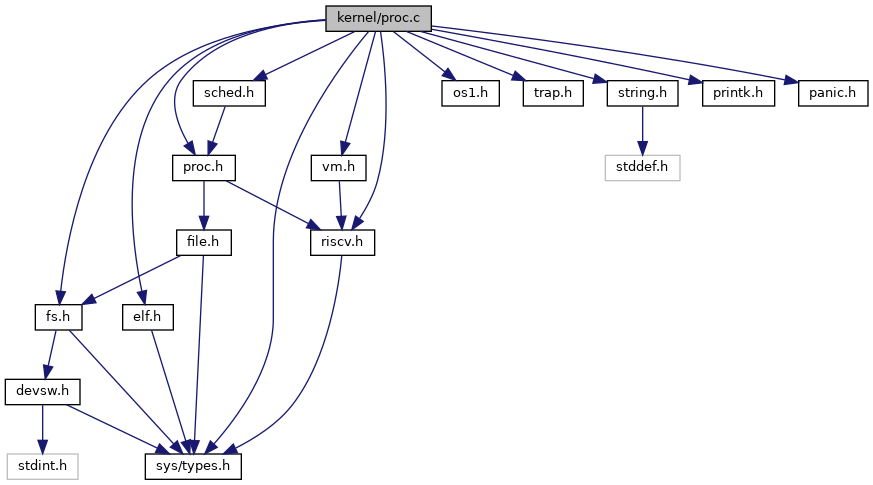 kernel/proc.c
sched.h
os1.h
trap.h
string.h
printk.h
panic.h
proc.h
vm.h
stddef.h
file.h
riscv.h
fs.h
elf.h
devsw.h
stdint.h
sys/types.h